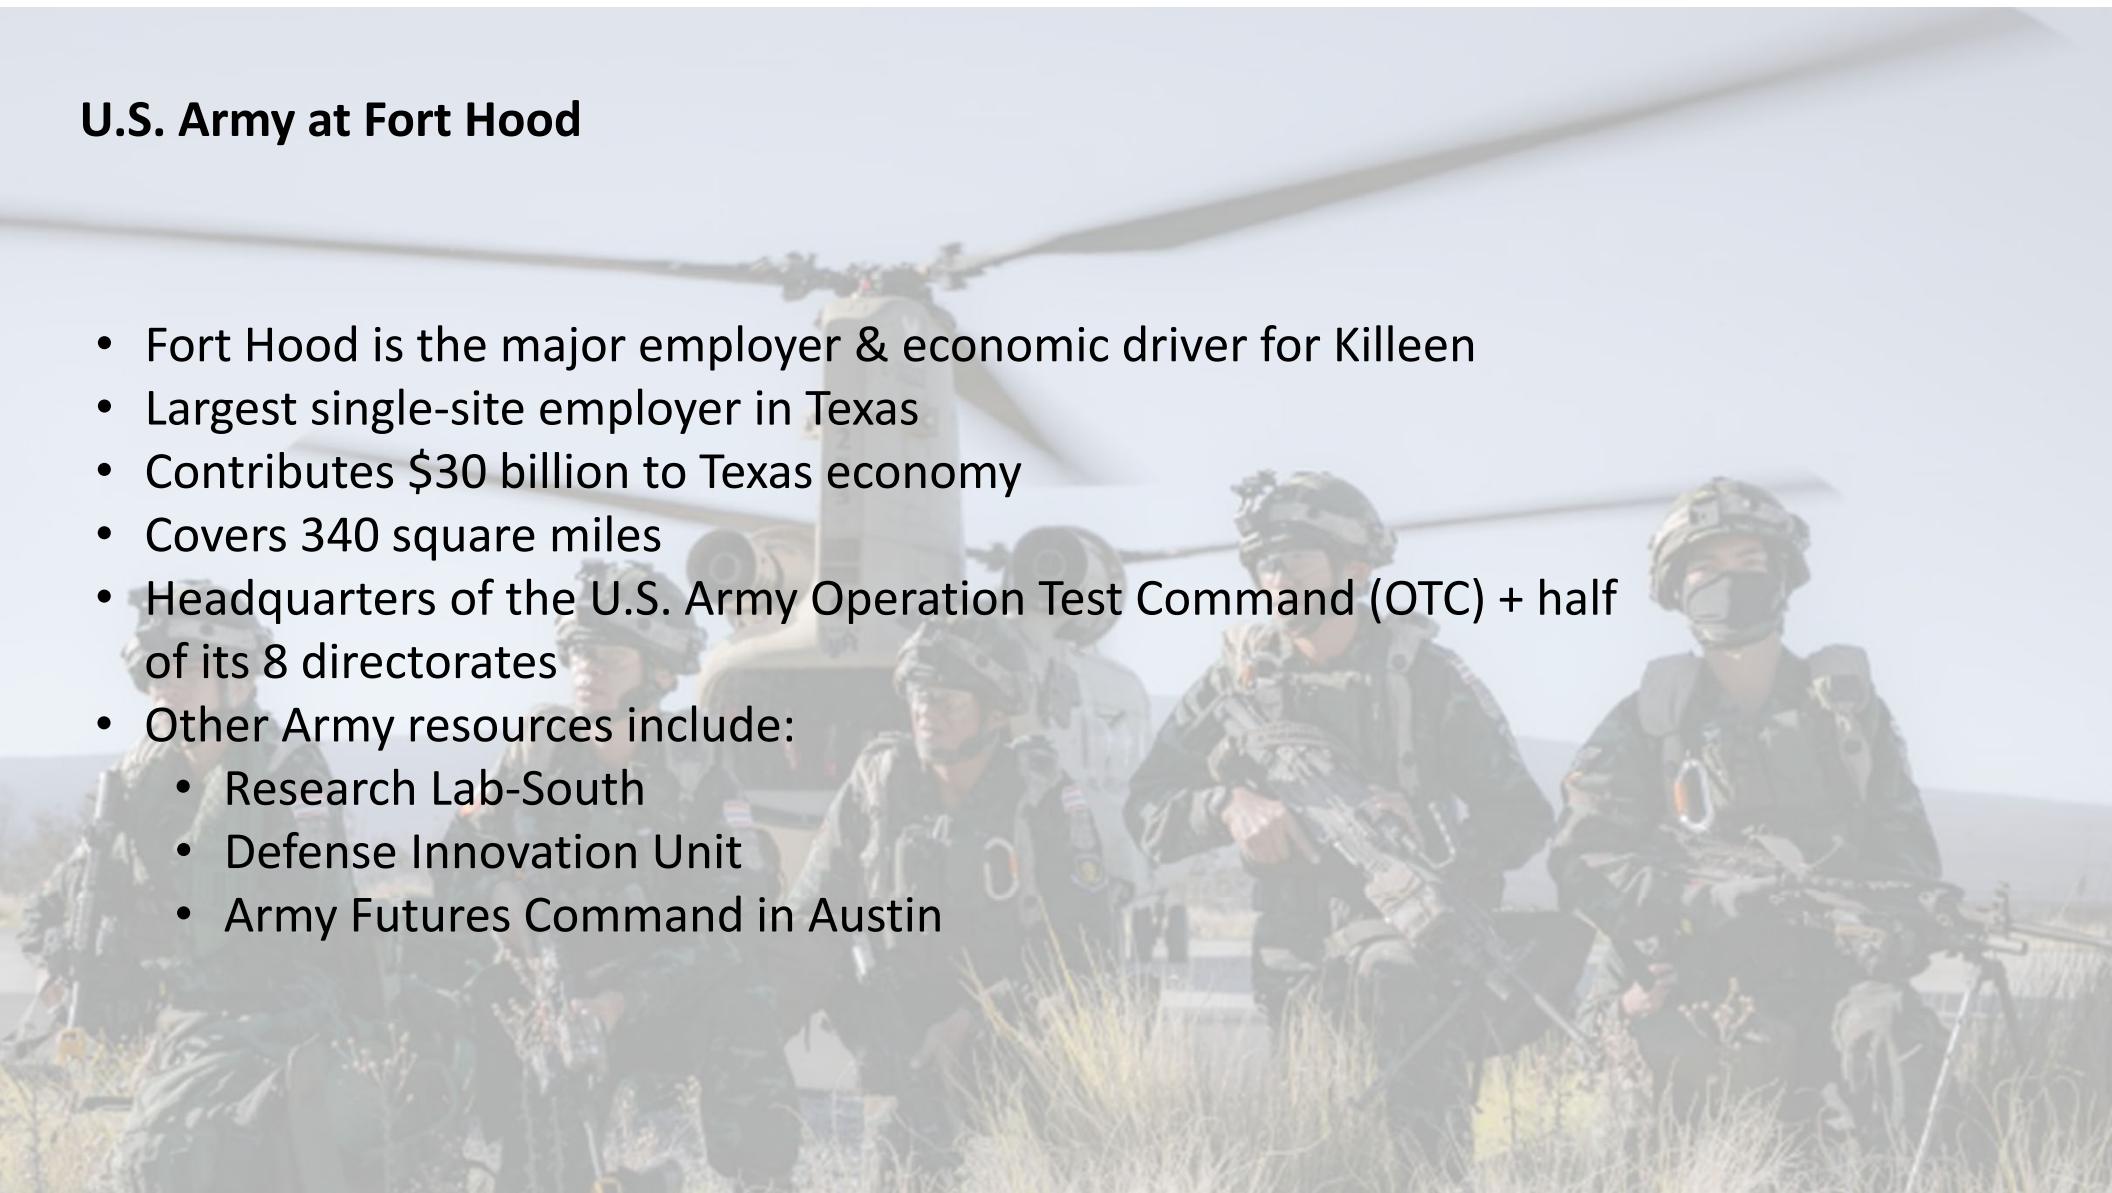 U.S. Army at Fort Hood
• Fort Hood is the major employer & economic driver for Killeen
• Largest single-site employer in Texas
• Contributes $30 billion to Texas economy
• Covers 340 square miles
• Headquarters of the U.S. Army Operation Test Command (OTC) + half
of its 8 directorates
• Other Army resources include:
• Research Lab-South
• Defense Innovation Unit
• Army Futures Command in Austin